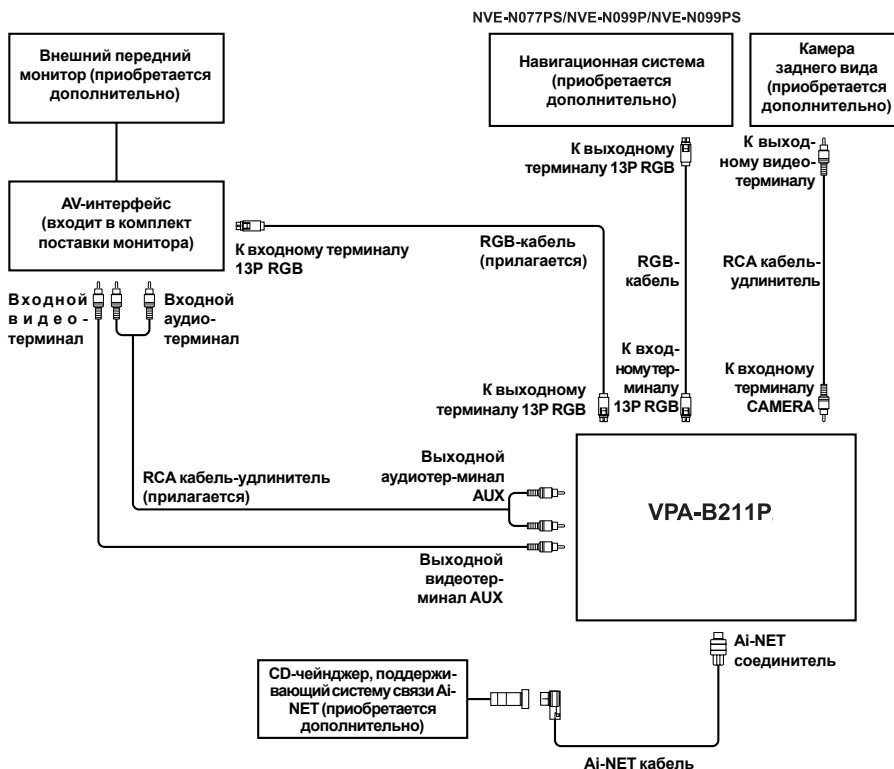 NVE-N077PS/NVE-N099P/NVE-N099PS
Внешний передний
монитор (приобретается
дополнительно)
Навигационная система
(приобретается
дополнительно)
Камера
заднего вида
(приобретается
дополнительно)
К выходному
терминалу 13P RGB
К выход-
ному видео-
терминалу
AV-интерфейс
(входит в комплект
поставки монитора)
К входному терминалу
13P RGB
RGB-кабель
(прилагается)
RGB-
кабель
RCA кабель-
удлинитель
Входной
видео-
терминал
Входной
аудио-
терминал
К выходному
терминалу 13P RGB
К вход-
номутер-
миналу
13P RGB
К входному
терминалу
CAMERA
RCA кабель-удлинитель
(прилагается)
Выходной
аудиотер-минал
AUX
VPA-B211P
Выходной
видеотер-
минал AUX
Ai-NET
соединитель
CD-чейнджер, поддержи-
вающий систему связи Ai-
NET (приобретается
дополнительно)
Ai-NET кабель